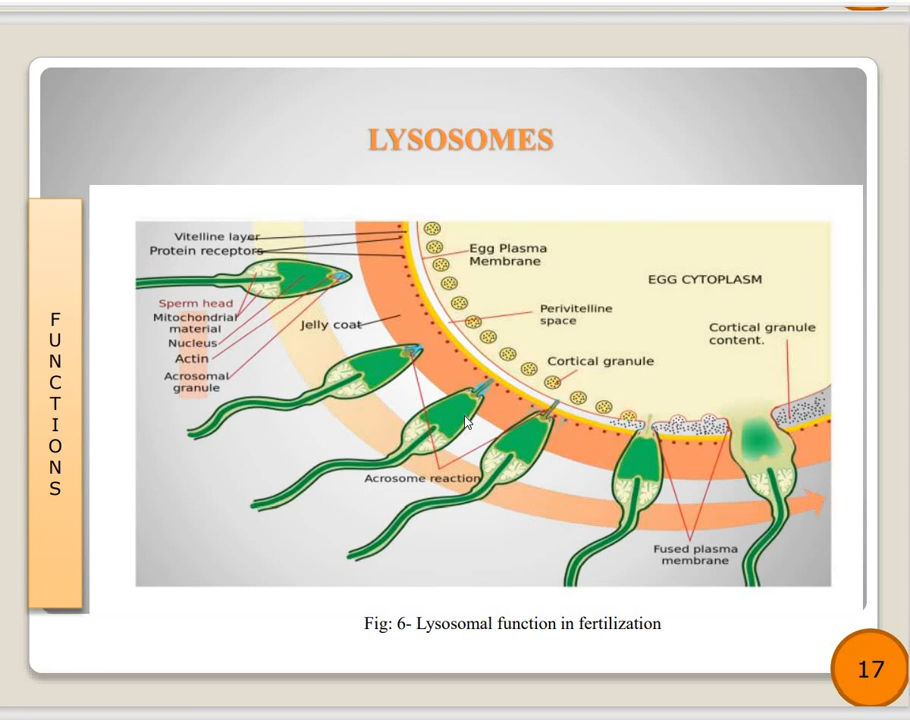 LYSOSOMES
F
U
N
C
T
I
O
N
S
Vitelline layer
Protein receptors
Egg Plasma
Membrane
EGG CYTOPLASM
Sperm head
Mitochondrial
material
Nucleus
Actin
Acrosomal
granule
Jelly coat
Perivitelline
space
Cortical granule
content.
Cortical granule
Acrosome reaction
Fused plasma
membrane
Fig: 6- Lysosomal function in fertilization
17